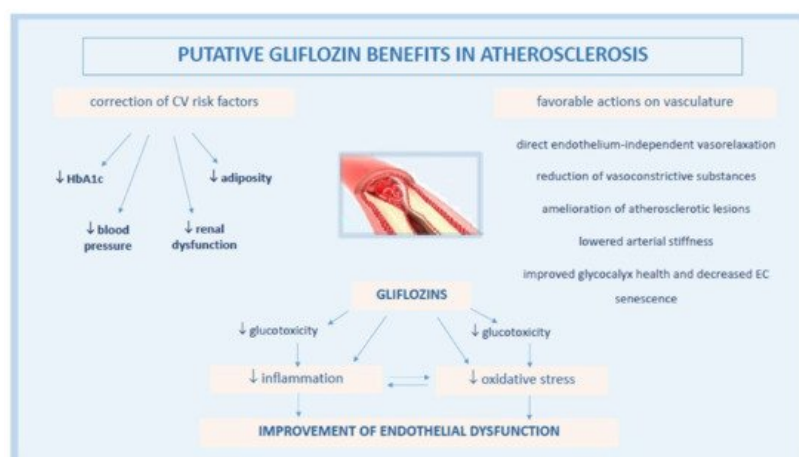 PUTATIVE GLIFLOZIN BENEFITS IN ATHEROSCLEROSIS
correction of CV risk factors
↓ HbA1c
↓ adiposity
↓ blood
pressure
↓ renal
dysfunction
favorable actions on vasculature
direct endothelium-independent vasorelaxation
reduction of vasoconstrictive substances
amelioration of atherosclerotic lesions
lowered arterial stiffness
improved glycocalyx health and decreased EC
senescence
GLIFLOZINS
↓ glucotoxicity
↓ glucotoxicity
↓ inflammation
↓ oxidative stress
IMPROVEMENT OF ENDOTHELIAL DYSFUNCTION